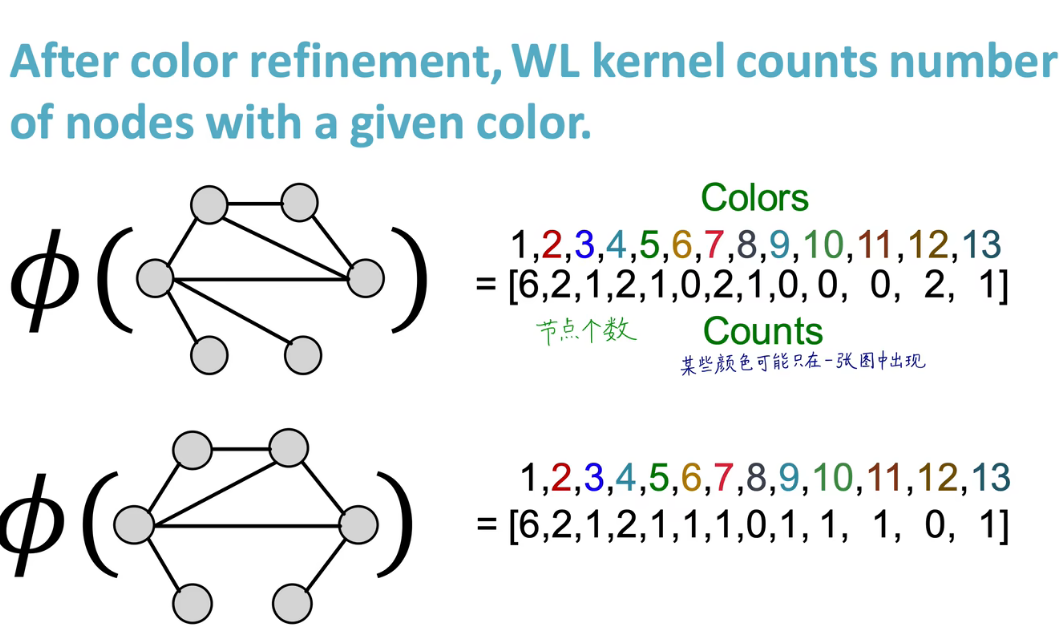 After color refinement, WL kernel counts number
of nodes with a given color.
Colors
1,2,3,4,5,6,7,8,9,10,11,12,13
ϕ( ) = [6,2,1,2,1,0,2,1,0, 0, 0, 2, 1]
节点个数 Counts
某些颜色可能只在一张图中出现
1,2,3,4,5,6,7,8,9,10,11,12,13
ϕ( ) = [6,2,1,2,1,1,1,0,1, 1, 1, 0, 1]